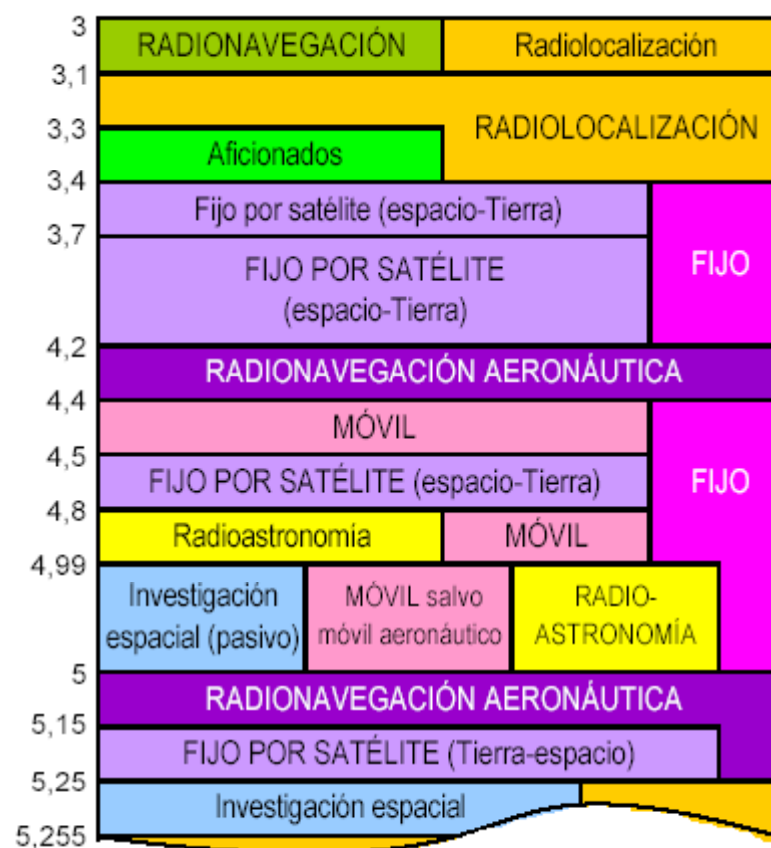 3
RADIONAVEGACIÓN Radiolocalización
3,1
RADIOLOCALIZACIÓN
3,3
Aficionados
3,4
Fijo por satélite (espacio-Tierra)
FIJO
3,7
FIJO POR SATÉLITE
(espacio-Tierra)
4,2
RADIONAVEGACIÓN AERONÁUTICA
4,4
MÓVIL
FIJO
4,5
FIJO POR SATÉLITE (espacio-Tierra)
4,8
Radioastronomía MÓVIL
4,99
Investigación
espacial (pasivo)
MÓVIL salvo
móvil aeronáutico
RADIO-
ASTRONOMÍA
5
RADIONAVEGACIÓN AERONÁUTICA
5,15
FIJO POR SATÉLITE (Tierra-espacio)
5,25
Investigación espacial
5,255